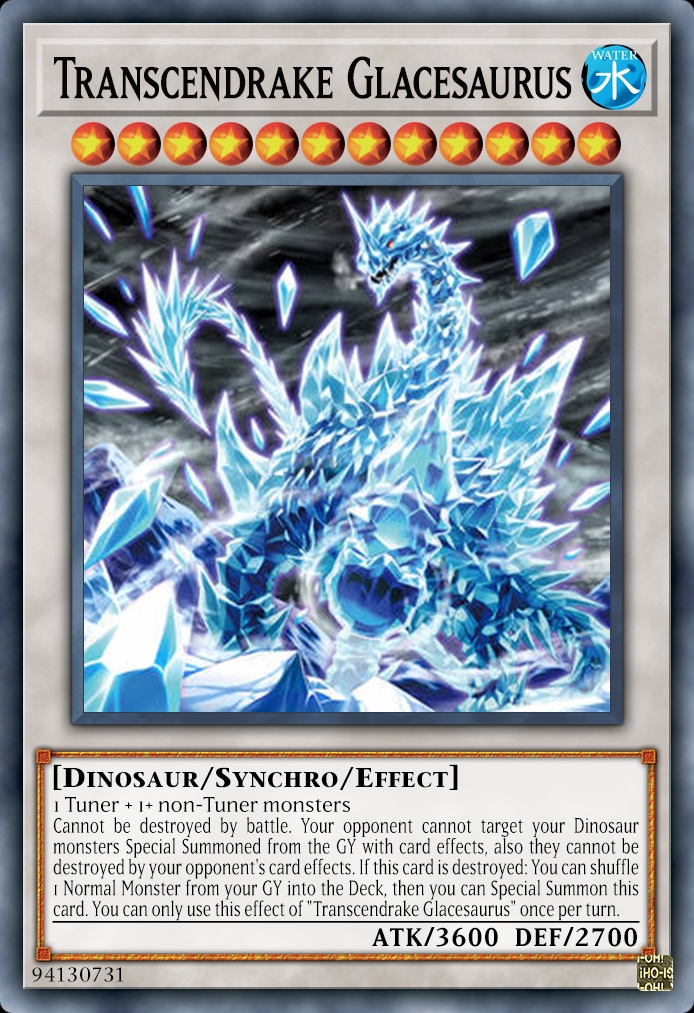 TRANSCENDRAKE GLACESAURUS
WATER
水
[DINOSAUR/SYNCHRO/EFFECT]
1 Tuner + 1+ non-Tuner monsters
Cannot be destroyed by battle. Your opponent cannot target your Dinosaur
monsters Special Summoned from the GY with card effects, also they cannot be
destroyed by your opponent's card effects. If this card is destroyed: You can shuffle
1 Normal Monster from your GY into the Deck, then you can Special Summon this
card. You can only use this effect of "Transcendrake Glacesaurus" once per turn.
ATK/3600 DEF/2700
94130731